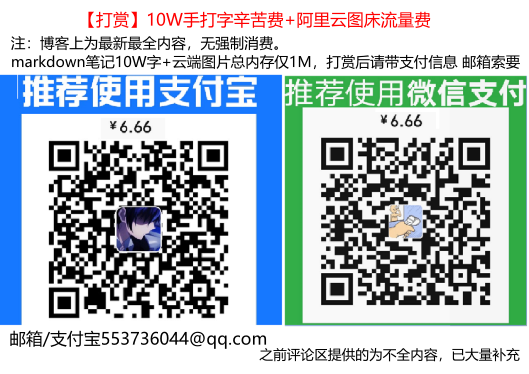 【打赏】10W手打字辛苦费+阿里云图床流量费
注：博客上为最新最全内容，无强制消费。
markdown笔记10W字+云端图片总内存仅1M，打赏后请带支付信息 邮箱索要
推荐使用支付宝
推荐使用微信支付
¥6.66
¥6.66
邮箱/支付宝553736044@qq.com
之前评论区提供的为不全内容，已大量补充